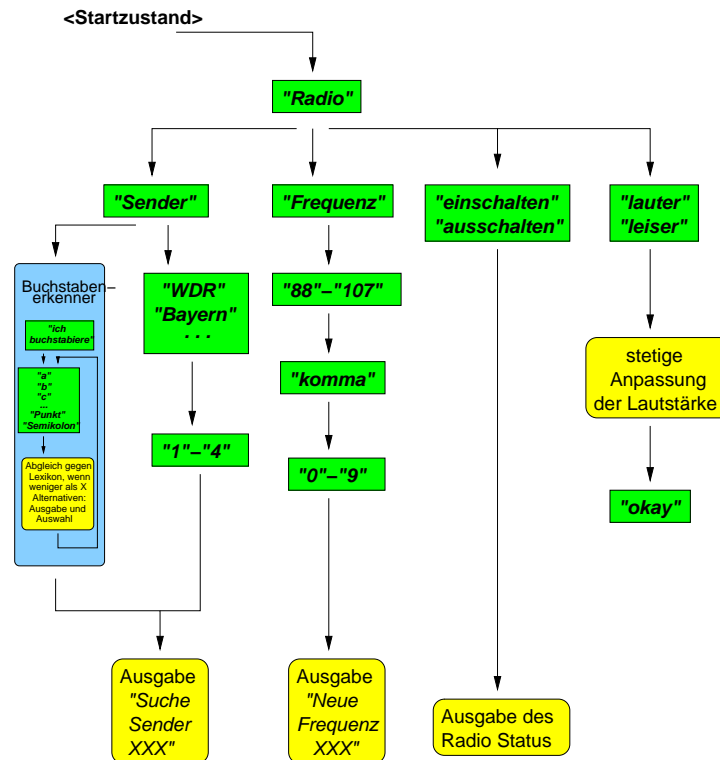 <Startzustand>
"Radio"
"Sender"
"Frequenz"
"einschalten"
"ausschalten"
"lauter"
"leiser"
Buchstaben–
erkenner
"ich
buchstabiere"
"a"
"b"
"c"
...
"Punkt"
"Semikolon"
Abgleich gegen
Lexikon, wenn
weniger als X
Alternativen:
Ausgabe und
Auswahl
"WDR"
"Bayern"
. . .
"1"–"4"
"88"–"107"
"komma"
"0"–"9"
stetige
Anpassung
der Lautstärke
"okay"
Ausgabe
"Suche
Sender
XXX"
Ausgabe
"Neue
Frequenz
XXX"
Ausgabe des
Radio Status